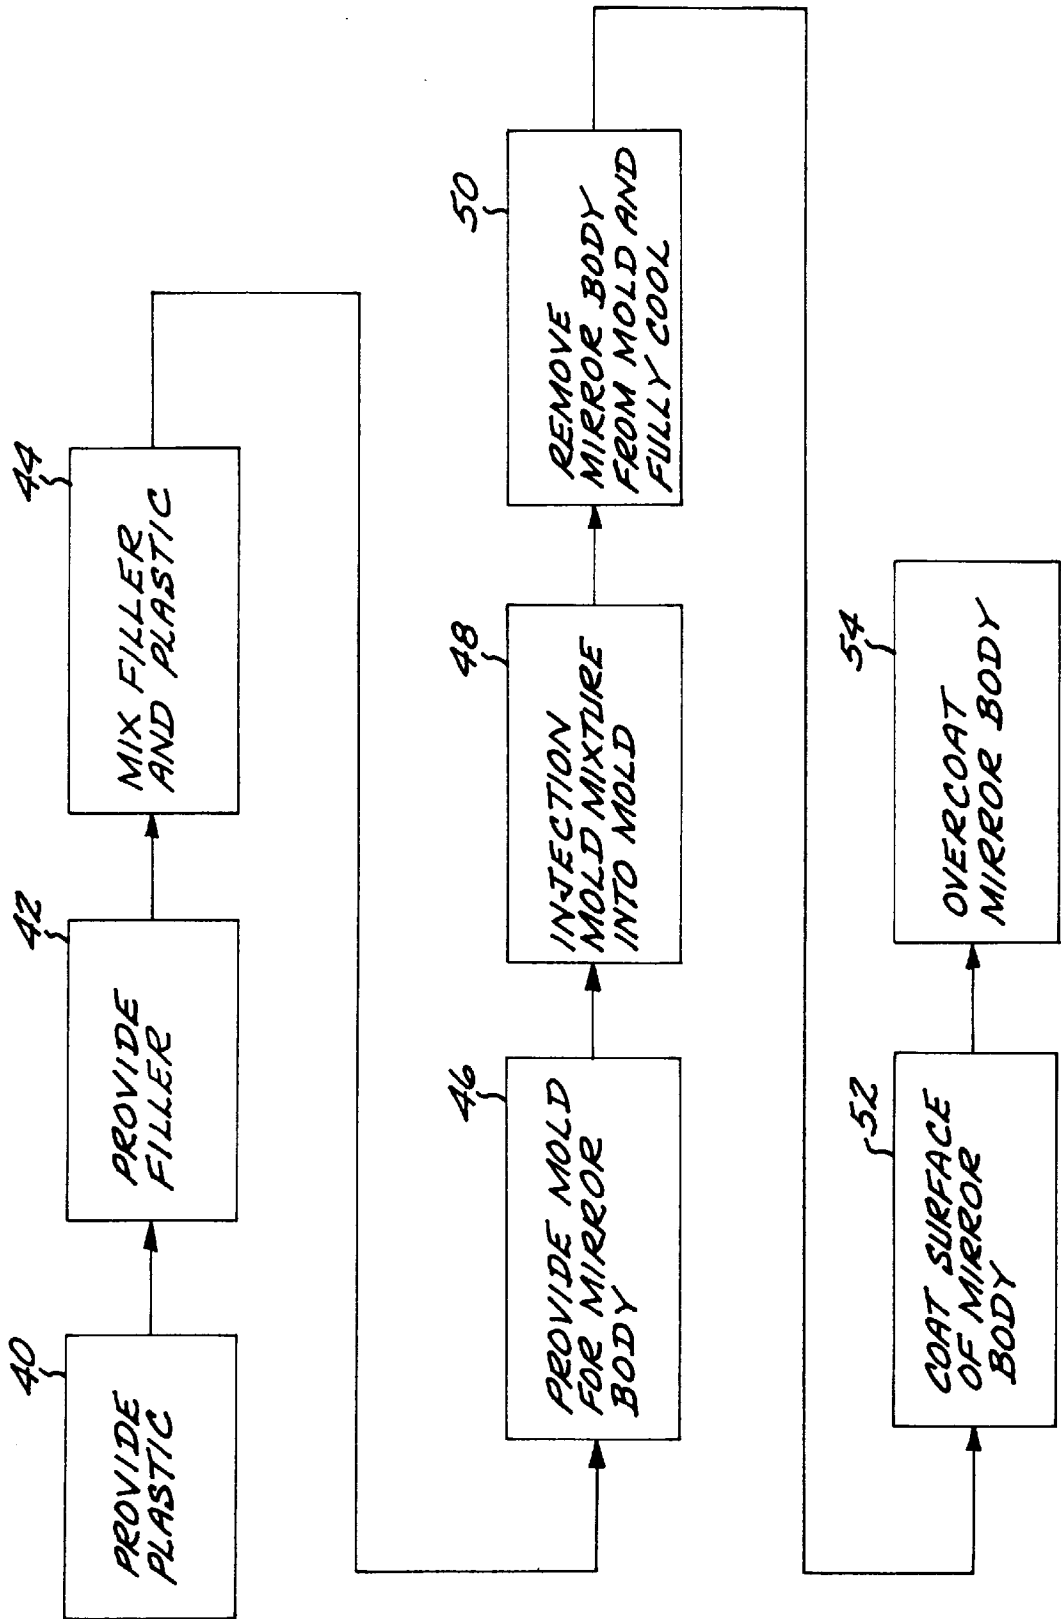 40
PROVIDE
PLASTIC
42
PROVIDE
FILLER
44
MIX FILLER
AND PLASTIC
46
PROVIDE MOLD
FOR MIRROR
BODY
48
INJECTION
MOLD MIXTURE
INTO MOLD
50
REMOVE
MIRROR BODY
FROM MOLD AND
FULLY COOL
52
COAT SURFACE
OF MIRROR
BODY
54
OVERCOAT
MIRROR BODY